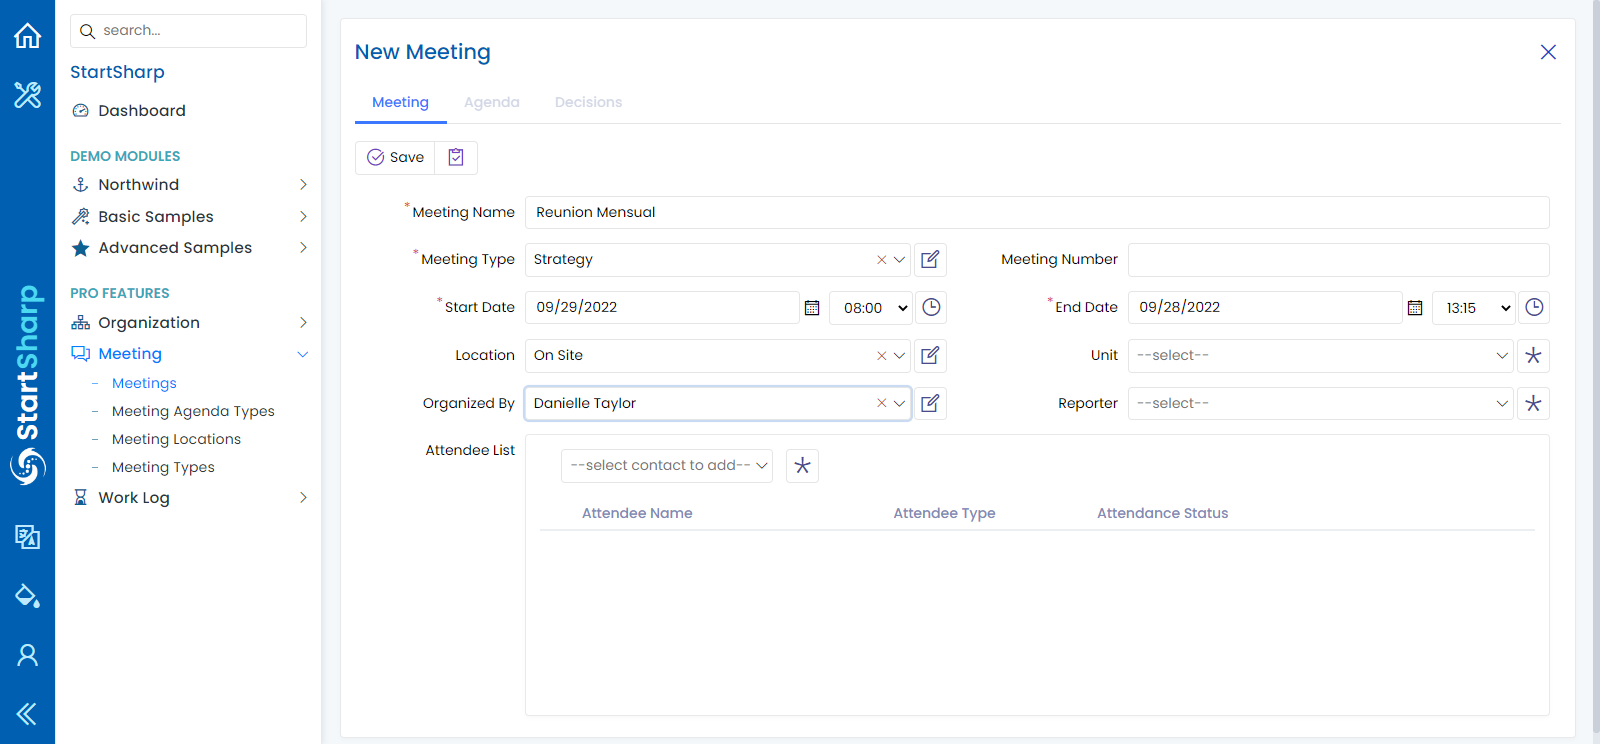 search...
StartSharp
Dashboard
DEMO MODULES
Northwind
Basic Samples
Advanced Samples
PRO FEATURES
Organization
Meeting
- Meetings
- Meeting Agenda Types
- Meeting Locations
- Meeting Types
Work Log
StartSharp
New Meeting
Meeting Agenda Decisions
Save
*Meeting Name Reunion Mensual
*Meeting Type Strategy Meeting Number
*Start Date 09/29/2022 08:00 *End Date 09/28/2022 13:15
Location On Site Unit --select--
Organized By Danielle Taylor Reporter --select--
Attendee List
--select contact to add--
Attendee Name Attendee Type Attendance Status